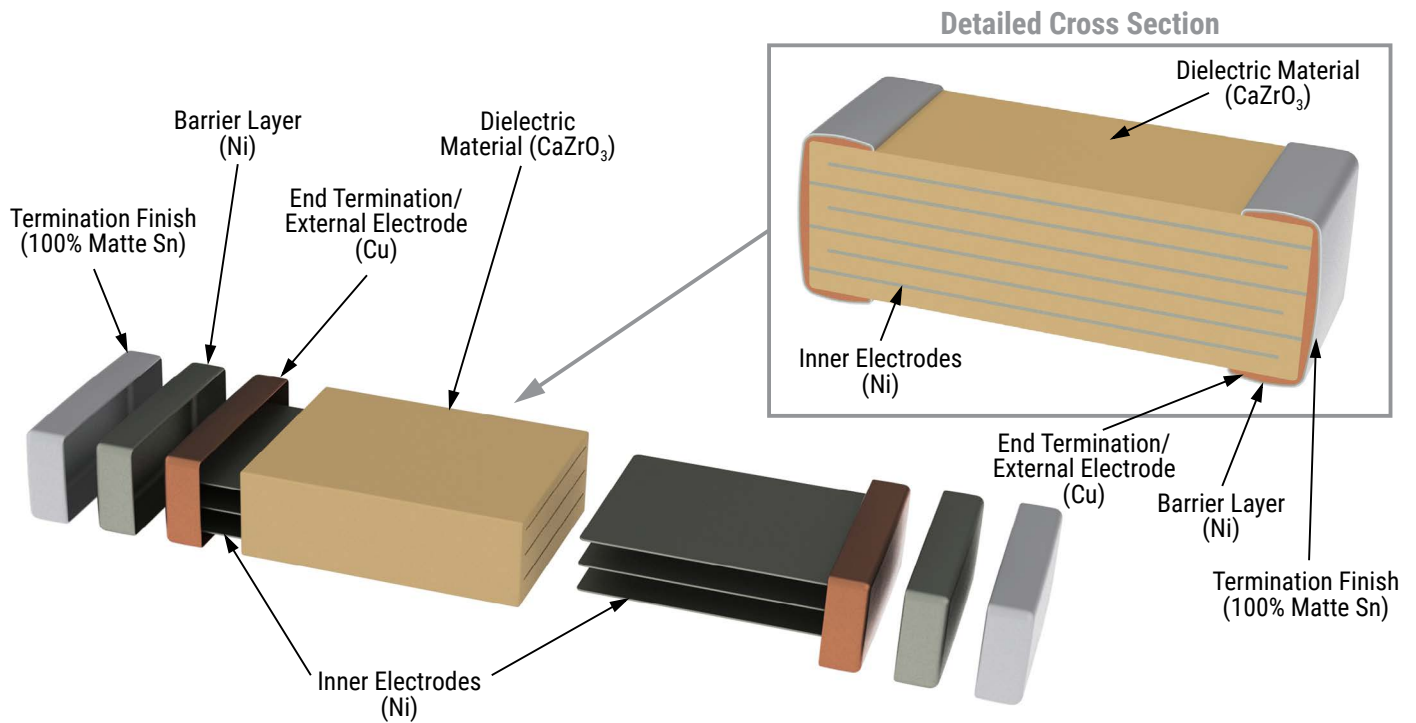 Detailed Cross Section
Dielectric Material
(CaZrO₃)
Barrier Layer
(Ni)
Dielectric
Material (CaZrO₃)
End Termination/
External Electrode
(Cu)
Termination Finish
(100% Matte Sn)
Inner Electrodes
(Ni)
End Termination/
External Electrode
(Cu)
Barrier Layer
(Ni)
Termination Finish
(100% Matte Sn)
Inner Electrodes
(Ni)